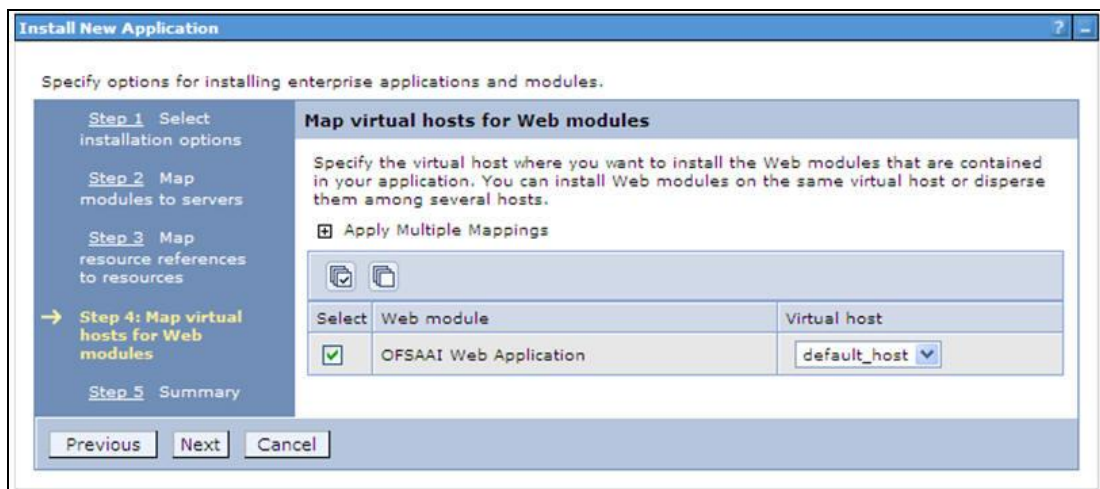 Install New Application
?
Specify options for installing enterprise applications and modules.
Step 1 Select
installation options
Step 2 Map
modules to servers
Step 3 Map
resource references
to resources
Step 4: Map virtual
hosts for Web
modules
Step 5 Summary
Map virtual hosts for Web modules
Specify the virtual host where you want to install the Web modules that are contained
in your application. You can install Web modules on the same virtual host or disperse
them among several hosts.
Apply Multiple Mappings
Select Web module Virtual host
OFSAAI Web Application default_host
Previous Next Cancel